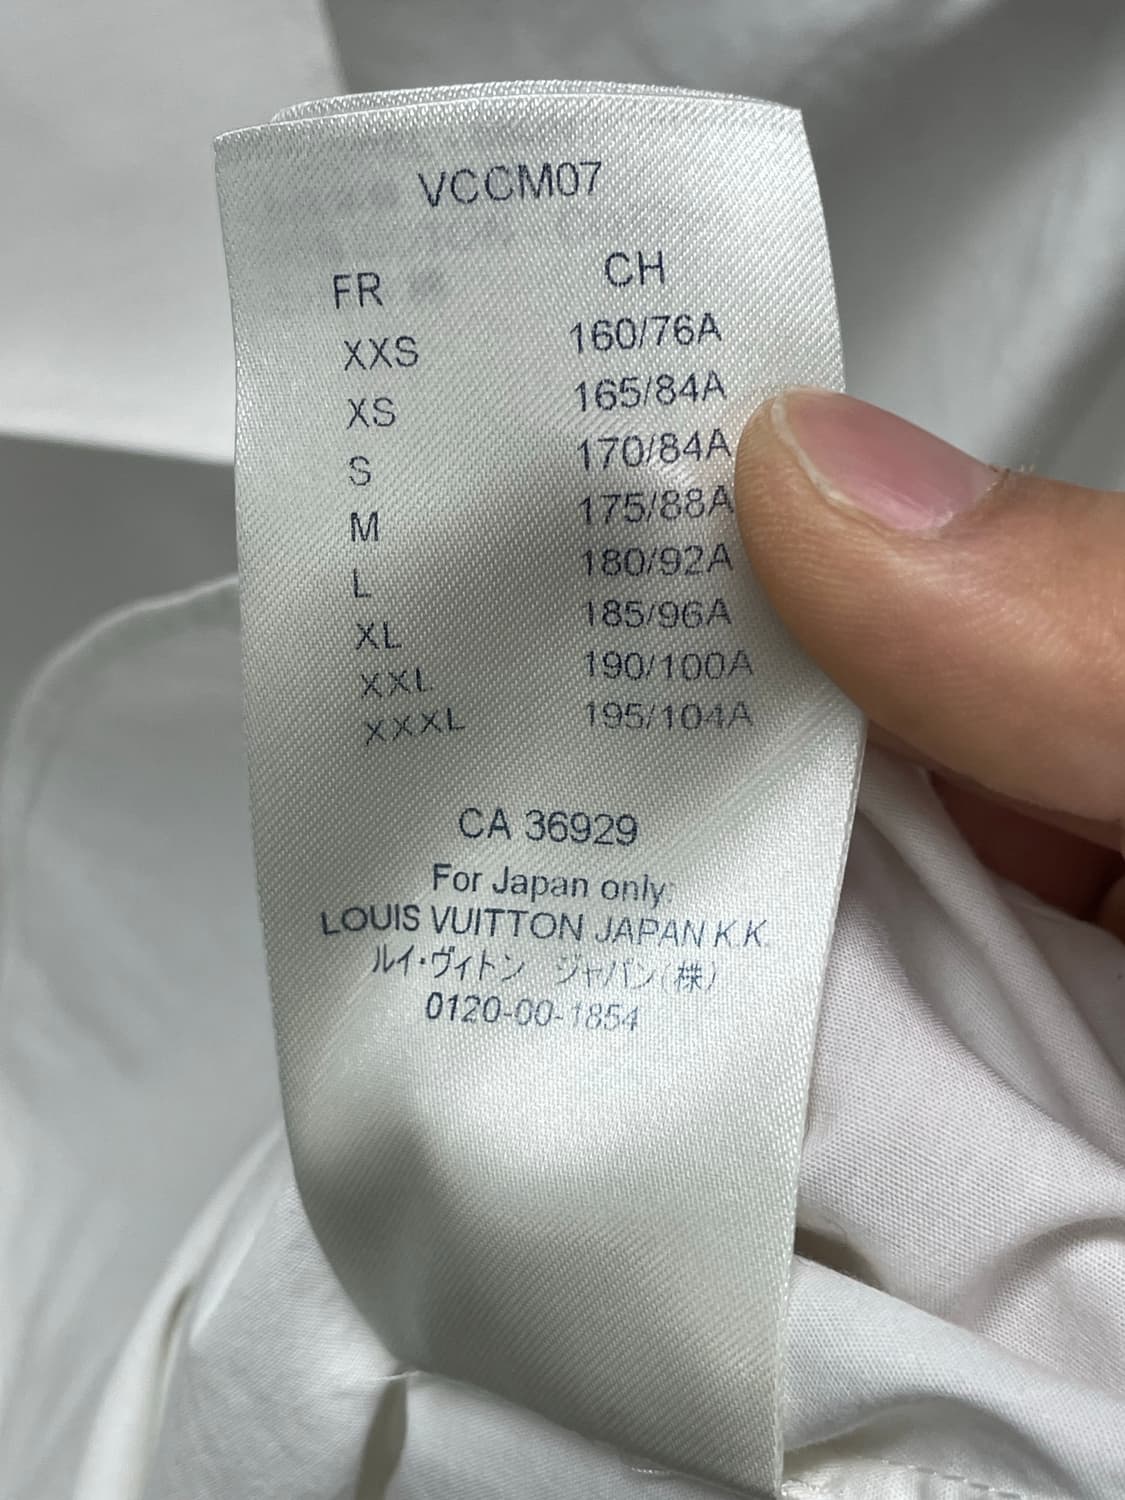 VCCM07
FR CH
XXS 160/76A
XS 165/84A
S 170/84A
M 175/88A
L 180/92A
XL 185/96A
XXL 190/100A
XXXL 195/104A
CA 36929
For Japan only:
LOUIS VUITTON JAPAN K.K.
ルイ・ヴィトン ジャパン(株)
0120-00-1854